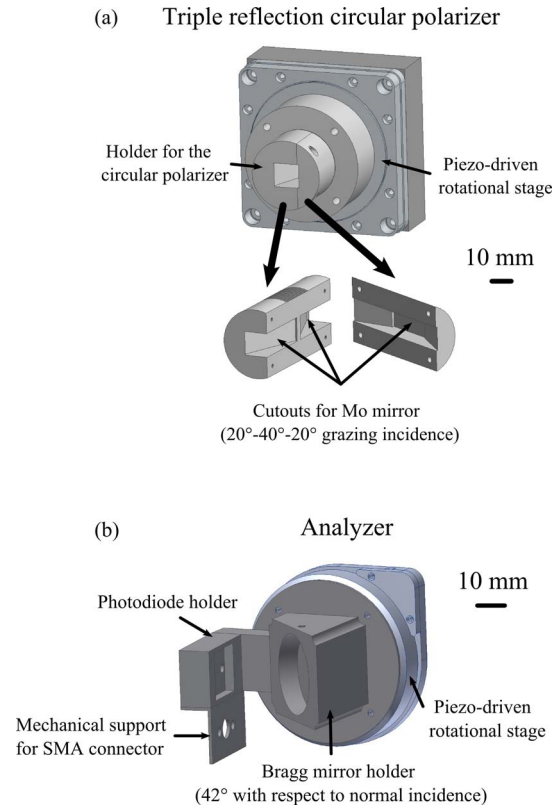 (a) Triple reflection circular polarizer
Holder for the
circular polarizer
Piezo-driven
rotational stage
10 mm
Cutouts for Mo mirror
(20°-40°-20° grazing incidence)
(b) Analyzer
10 mm
Photodiode holder
Mechanical support
for SMA connector
Piezo-driven
rotational stage
Bragg mirror holder
(42° with respect to normal incidence)